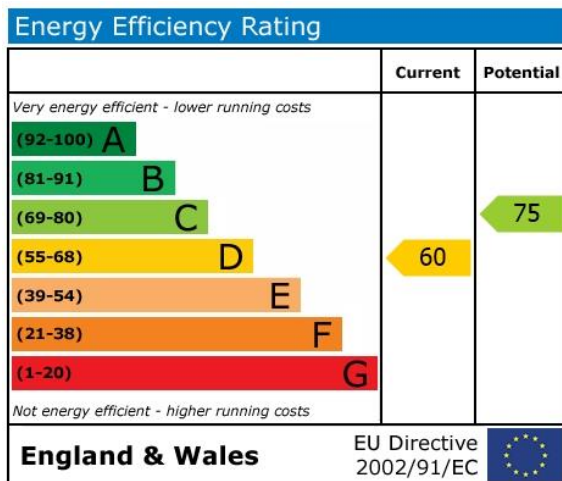 Energy Efficiency Rating
Current Potential
Very energy efficient - lower running costs
(92-100) A
(81-91) B
(69-80) C
75
(55-68) D
60
(39-54) E
(21-38) F
(1-20) G
Not energy efficient - higher running costs
England & Wales
EU Directive
2002/91/EC